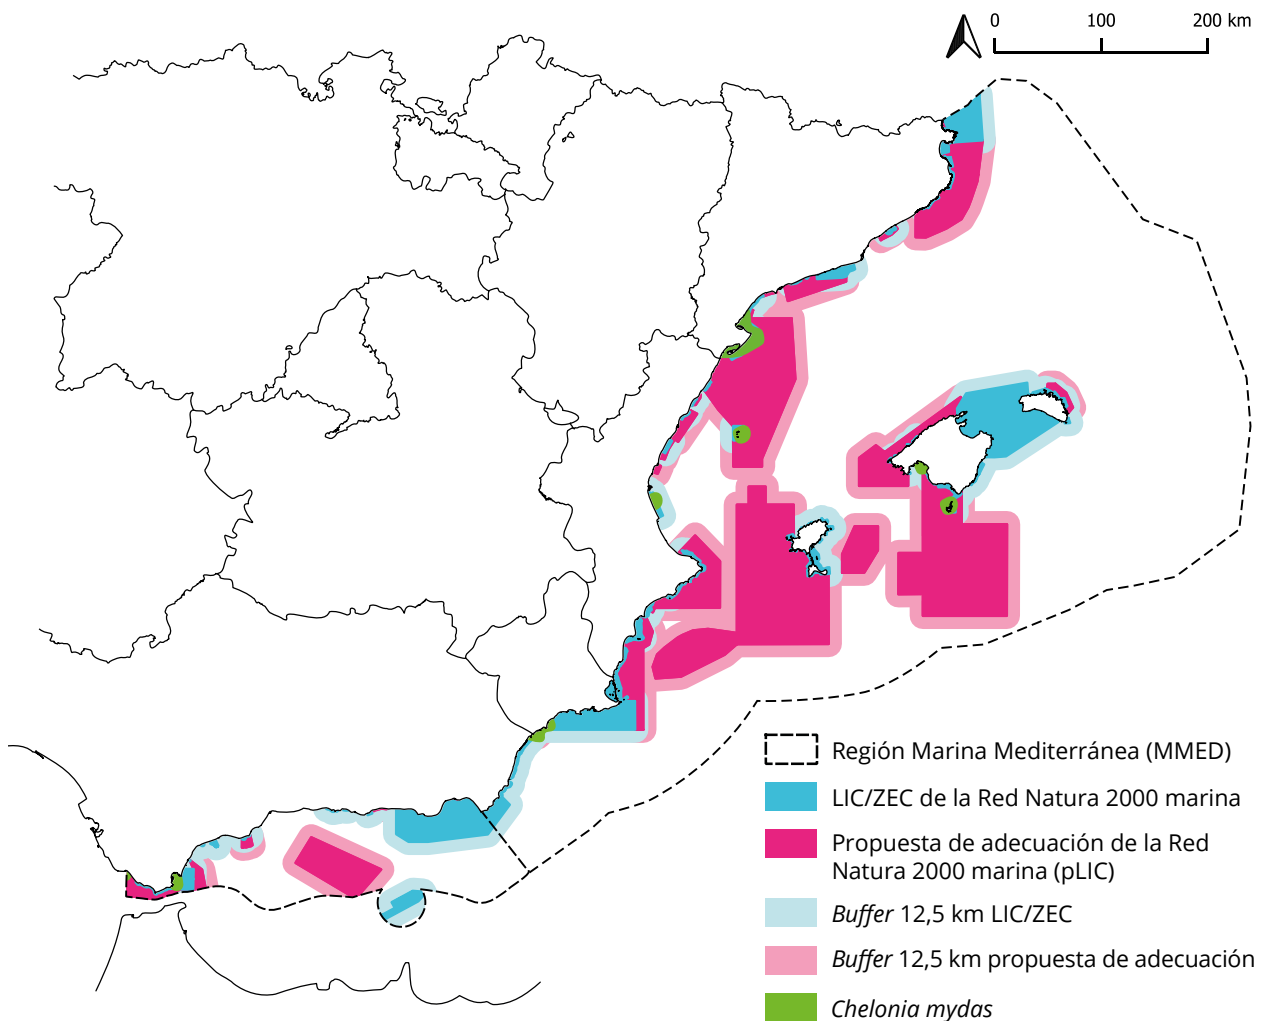 0 100 200 km
Región Marina Mediterránea (MMED)
LIC/ZEC de la Red Natura 2000 marina
Propuesta de adecuación de la Red
Natura 2000 marina (pLIC)
Buffer 12,5 km LIC/ZEC
Buffer 12,5 km propuesta de adecuación
Chelonia mydas